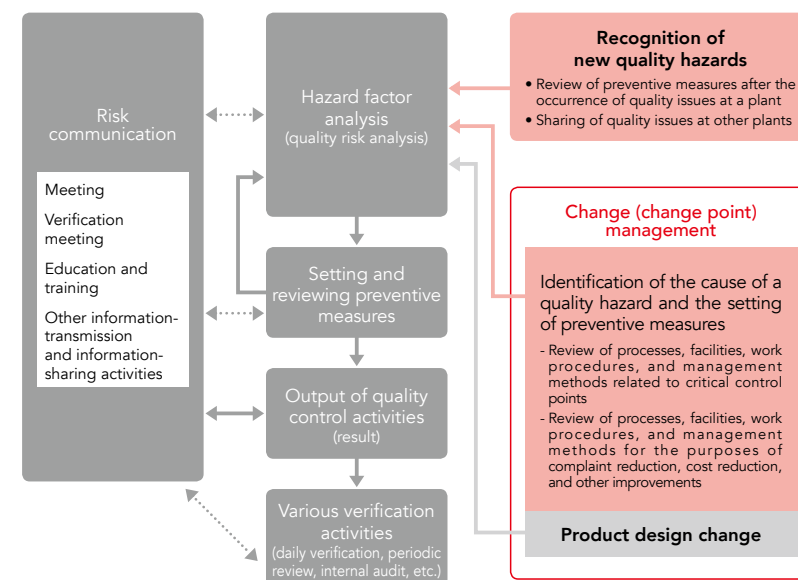 Risk
communication
Meeting
Verification
meeting
Education and
training
Other information-
transmission
and information-
sharing activities
Hazard factor
analysis
(quality risk analysis)
Setting and
reviewing preventive
measures
Output of quality
control activities
(result)
Various verification
activities
(daily verification, periodic
review, internal audit, etc.)
Recognition of
new quality hazards
• Review of preventive measures after the
occurrence of quality issues at a plant
• Sharing of quality issues at other plants
Change (change point)
management
Identification of the cause of a
quality hazard and the setting
of preventive measures
- Review of processes, facilities, work
procedures, and management
methods related to critical control
points
- Review of processes, facilities, work
procedures, and management
methods for the purposes of
complaint reduction, cost reduction,
and other improvements
Product design change